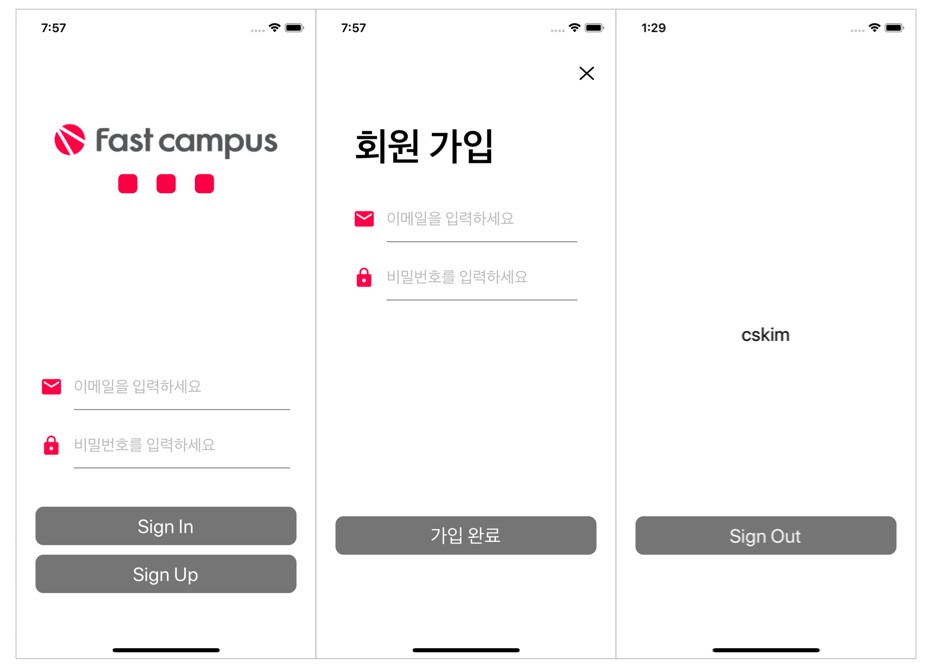 7:57
Fast campus
이메일을 입력하세요
비밀번호를 입력하세요
Sign In
Sign Up
7:57
회원 가입
이메일을 입력하세요
비밀번호를 입력하세요
가입 완료
1:29
cskim
Sign Out